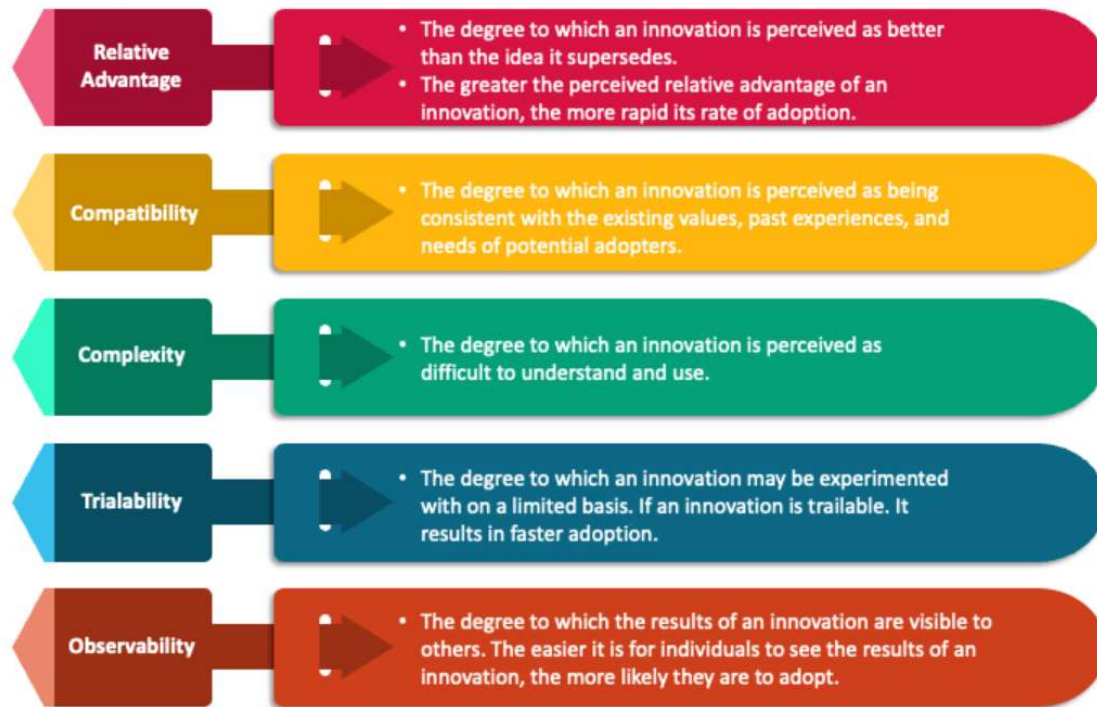 Relative
Advantage
• The degree to which an innovation is perceived as better
than the idea it supersedes.
• The greater the perceived relative advantage of an
innovation, the more rapid its rate of adoption.
Compatibility
• The degree to which an innovation is perceived as being
consistent with the existing values, past experiences, and
needs of potential adopters.
Complexity
• The degree to which an innovation is perceived as
difficult to understand and use.
Trialability
• The degree to which an innovation may be experimented
with on a limited basis. If an innovation is trailable. It
results in faster adoption.
Observability
• The degree to which the results of an innovation are visible to
others. The easier it is for individuals to see the results of an
innovation, the more likely they are to adopt.